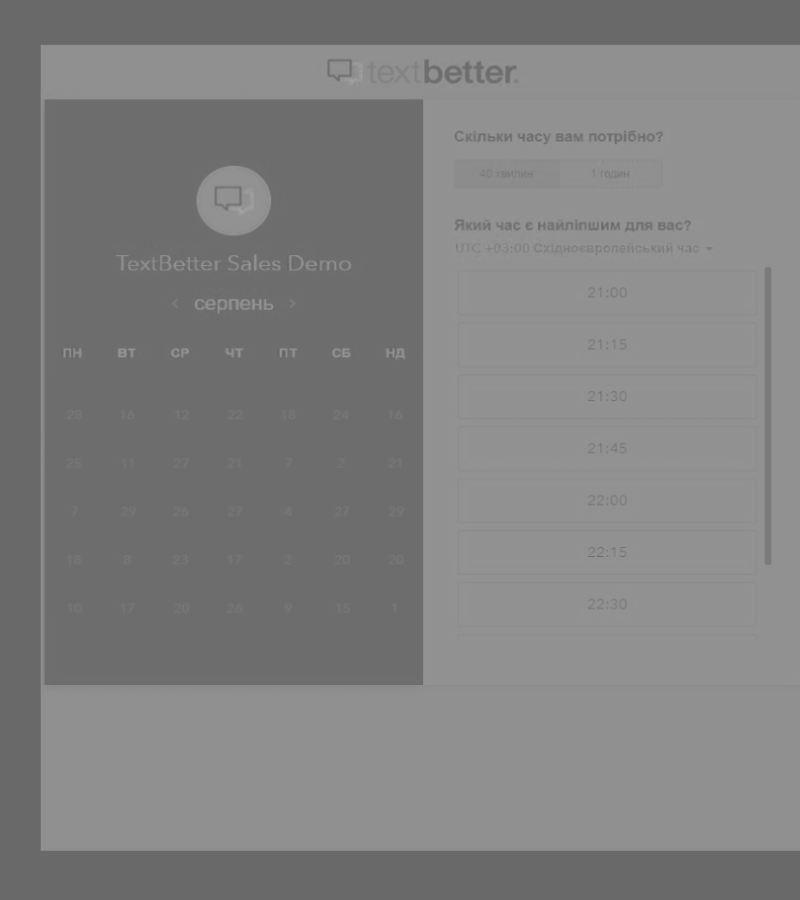 textbetter.
TextBetter Sales Demo
серпень
ПН ВТ СР ЧТ ПТ СБ НД
28 16 12 22 18 24 16
25 11 27 21 7 2 21
7 29 26 27 4 27 29
18 8 23 17 2 20 20
10 17 20 26 9 15 1
Скільки часу вам потрібно?
40 хвилин 1 годин
Який час є найліпшим для вас?
UTC +03:00 Східноєвропейський час
21:00
21:15
21:30
21:45
22:00
22:15
22:30